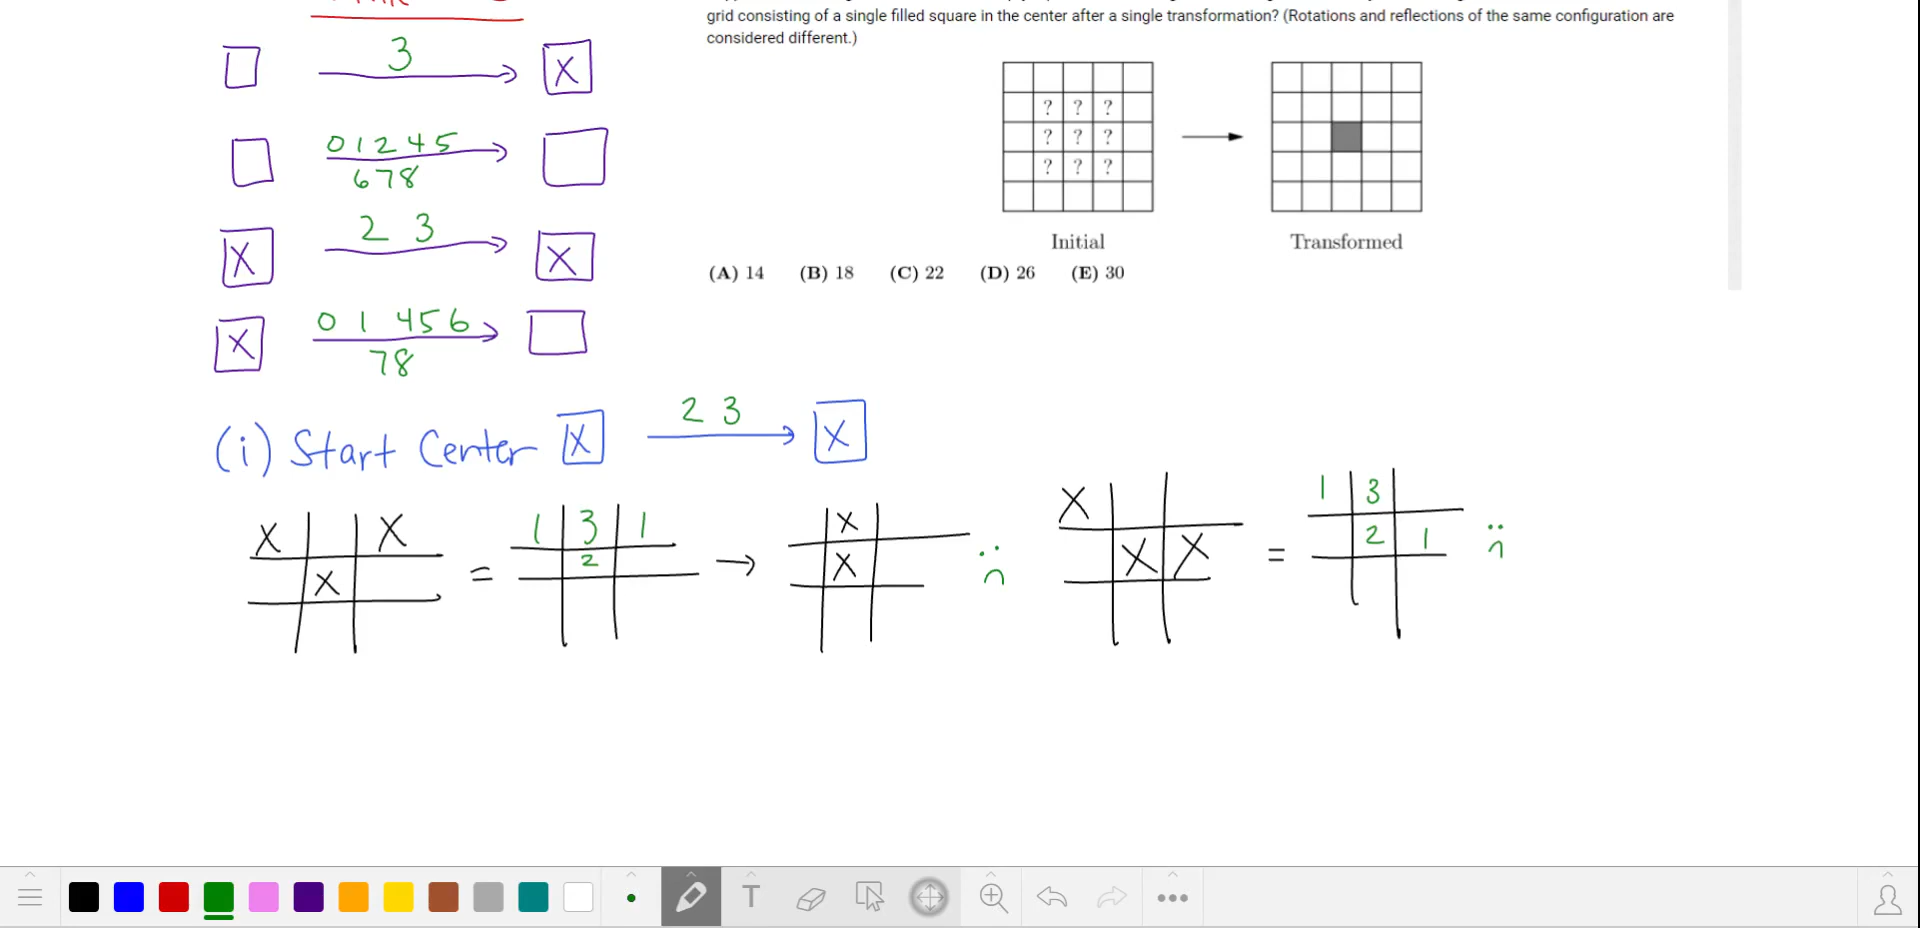 grid consisting of a single filled square in the center after a single transformation? (Rotations and reflections of the same configuration are
considered different.)
3
X
0 1 2 4 5
6 7 8
X
2 3
X
X
0 1 4 5 6
7 8
? ? ?
? ? ?
? ? ?
Initial
Transformed
(A) 14 (B) 18 (C) 22 (D) 26 (E) 30
(i) Start Center X
2 3
X
X X
X
=
1 3 1
2
X
X
X
X X
=
1 3
2 1
T